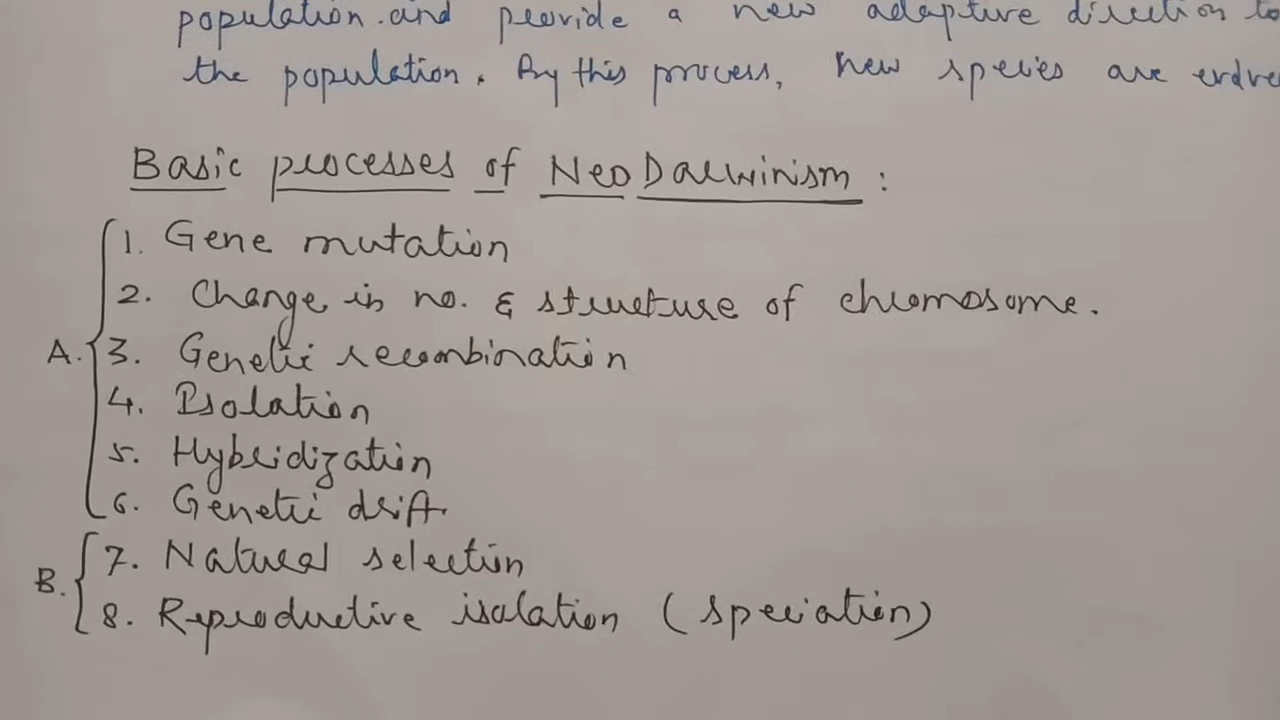 population and provide a new adaptive direction to
the population. By this process, new species are
Basic processes of NeoDarwinism :
A.
1. Gene mutation
2. Change in no. & structure of chromosome.
3. Genetic recombination
4. Isolation
5. Hybridization
6. Genetic drift
B.
7. Natural selection
8. Reproductive isolation (speciation)